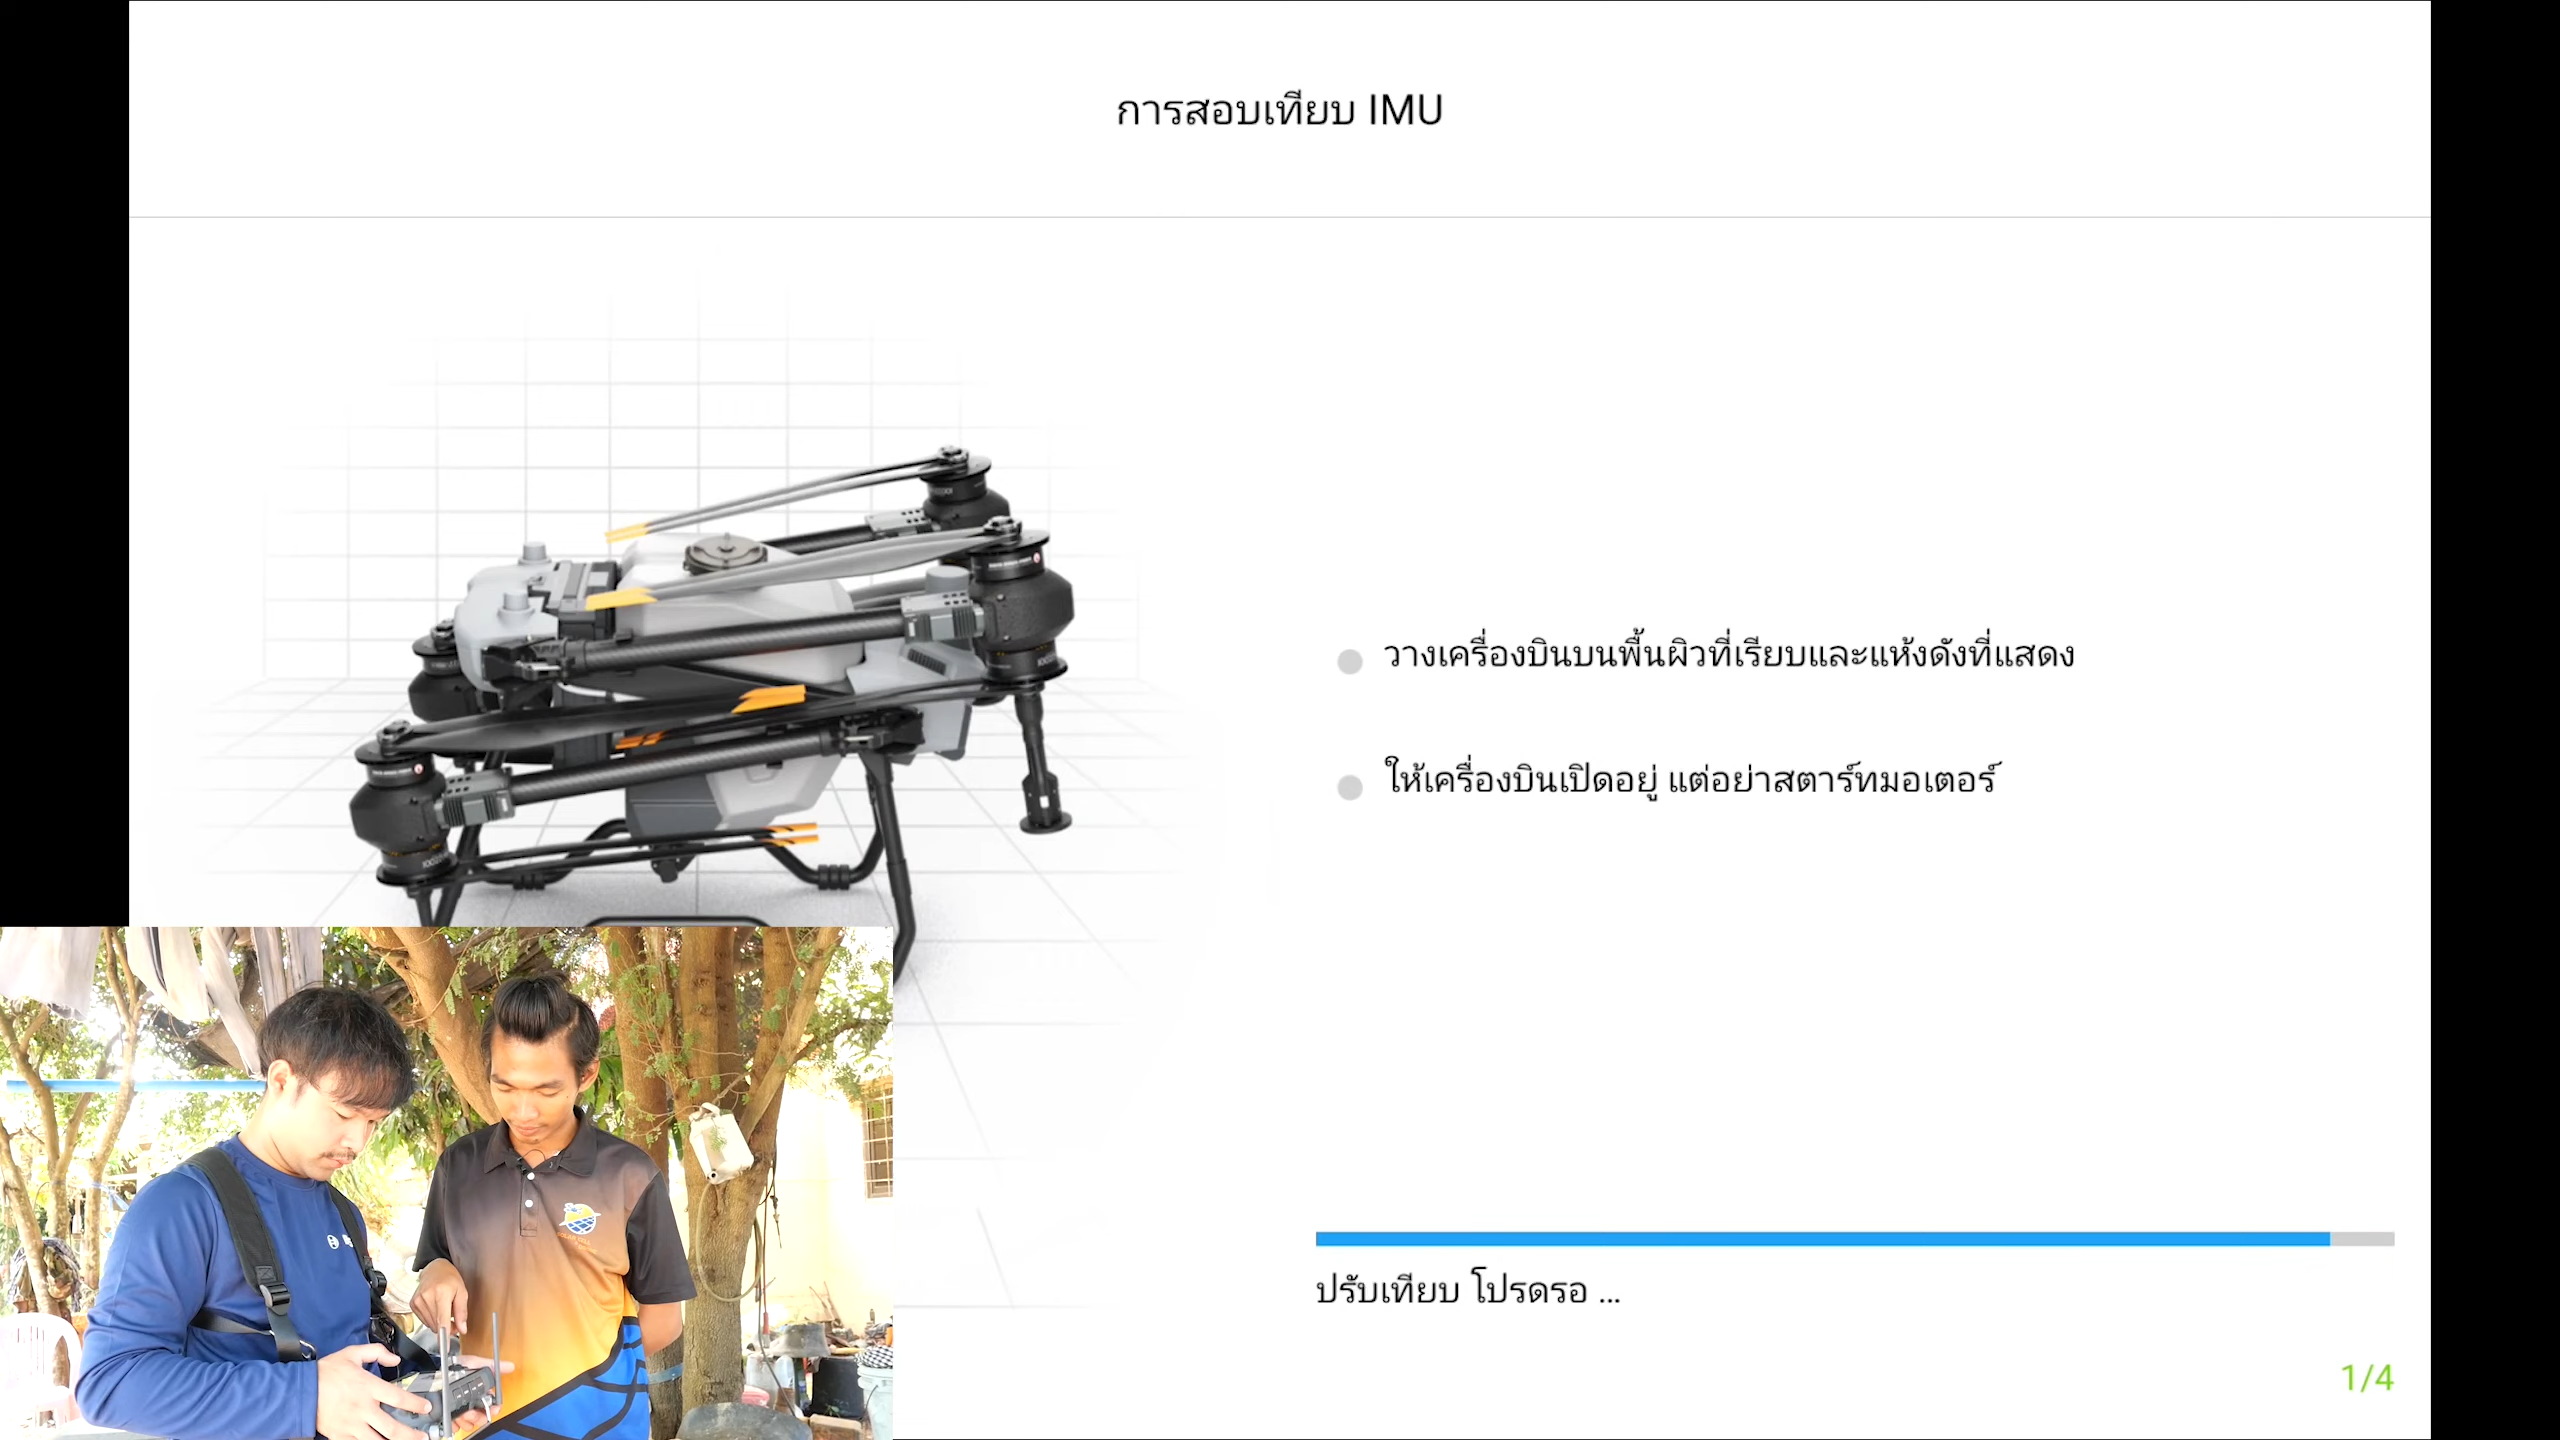 การสอบเทียบ IMU
วางเครื่องบินบนพื้นผิวที่เรียบและแห้งดังที่แสดง
ให้เครื่องบินเปิดอยู่ แต่อย่าสตาร์ทมอเตอร์
ปรับเทียบ โปรดรอ ...
1/4